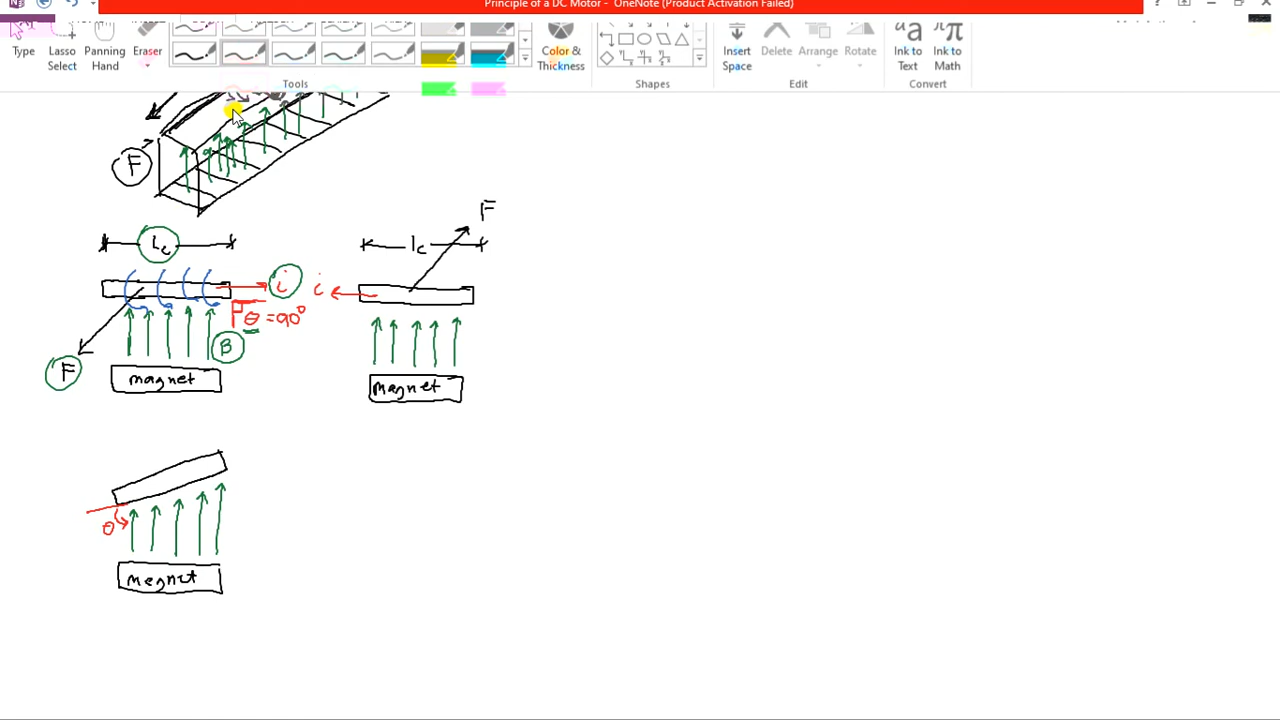 Principle of a DC Motor - OneNote (Product Activation Failed)
Type
Lasso Select
Panning Hand
Eraser
Color & Thickness
Insert Space
Delete
Arrange
Rotate
Ink to Text
Ink to Math
Tools
Shapes
Edit
Convert
F
F
lc
lc
i
i
θ = 90°
B
F
magnet
magnet
θ
magnet